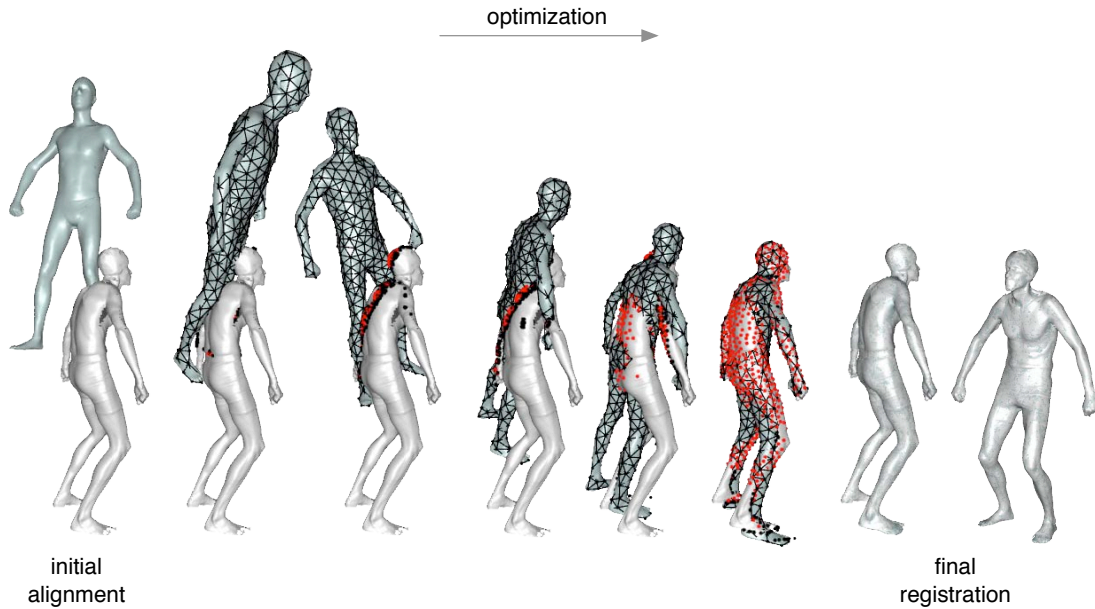 optimization
initial
alignment
final
registration